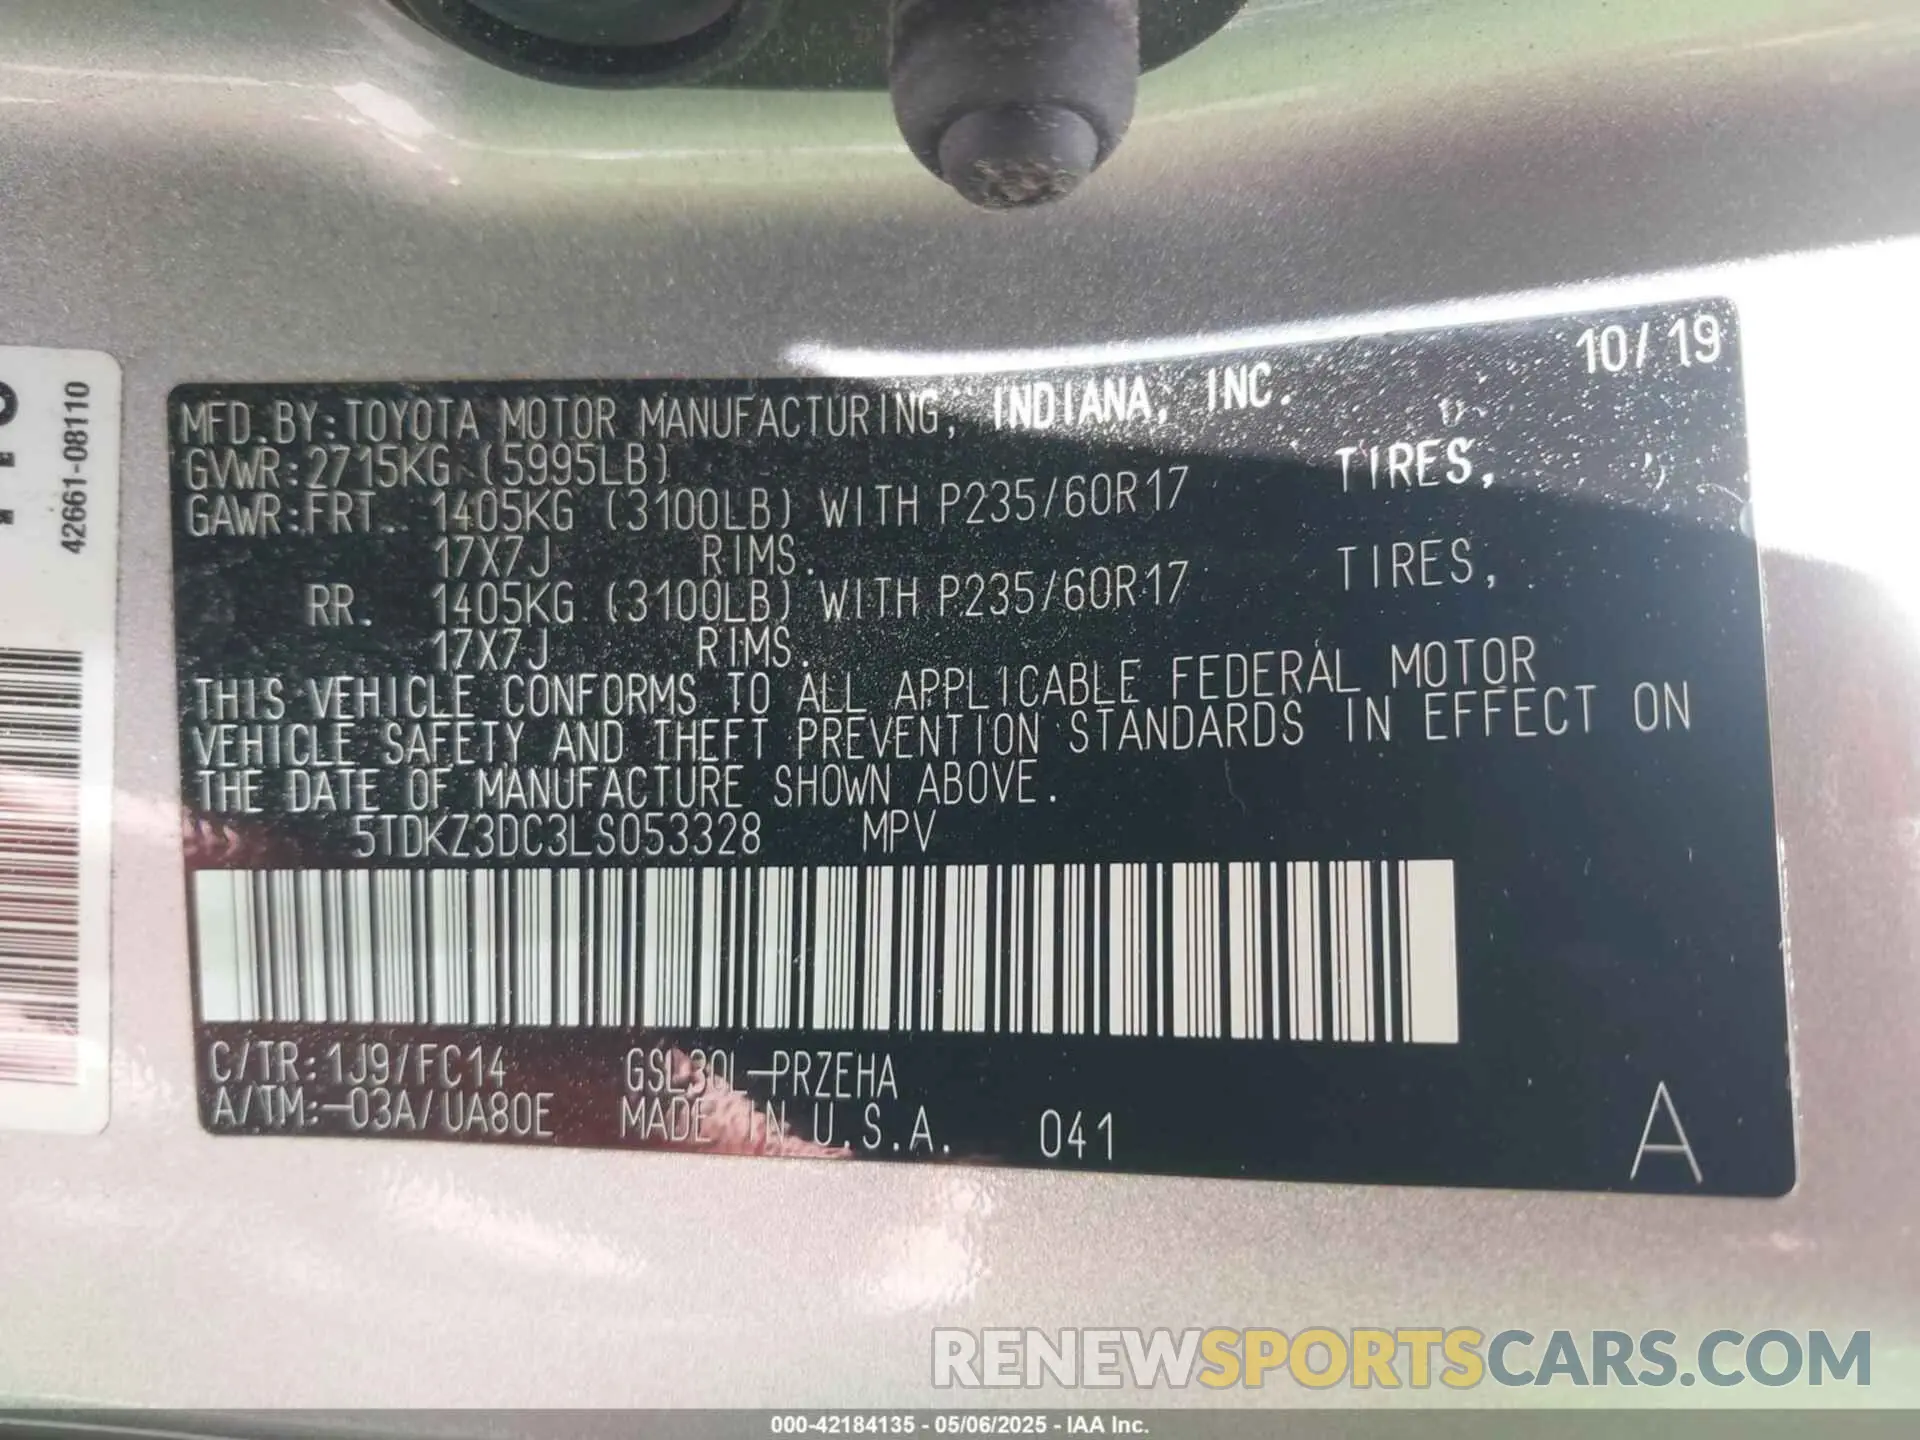 10/19
MFD.BY:TOYOTA MOTOR MANUFACTURING, INDIANA, INC.
GVWR:2715KG (5995LB)
GAWR:FRT. 1405KG (3100LB) WITH P235/60R17 TIRES,
17X7J RIMS.
RR. 1405KG (3100LB) WITH P235/60R17 TIRES,
17X7J RIMS.
THIS VEHICLE CONFORMS TO ALL APPLICABLE FEDERAL MOTOR
VEHICLE SAFETY AND THEFT PREVENTION STANDARDS IN EFFECT ON
THE DATE OF MANUFACTURE SHOWN ABOVE.
5TDKZ3DC3LS053328 MPV
C/TR:1J9/FC14 GSL30L-PRZEHA
A/TM:-03A/UA80E MADE IN U.S.A. 041
A
42661-08110
RENEWSPORTSCARS.COM
000-42184135 - 05/06/2025 - IAA Inc.